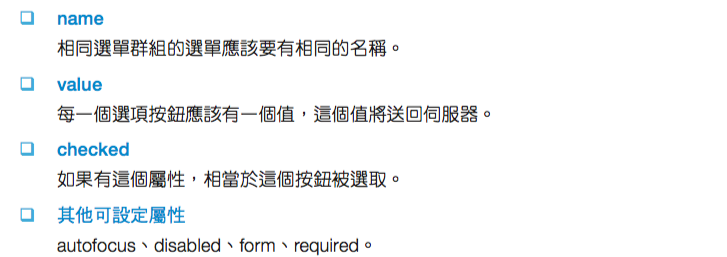 name
相同選單群組的選單應該要有相同的名稱。
value
每一個選項按鈕應該有一個值，這個值將送回伺服器。
checked
如果有這個屬性，相當於這個按鈕被選取。
其他可設定屬性
autofocus、disabled、form、required。